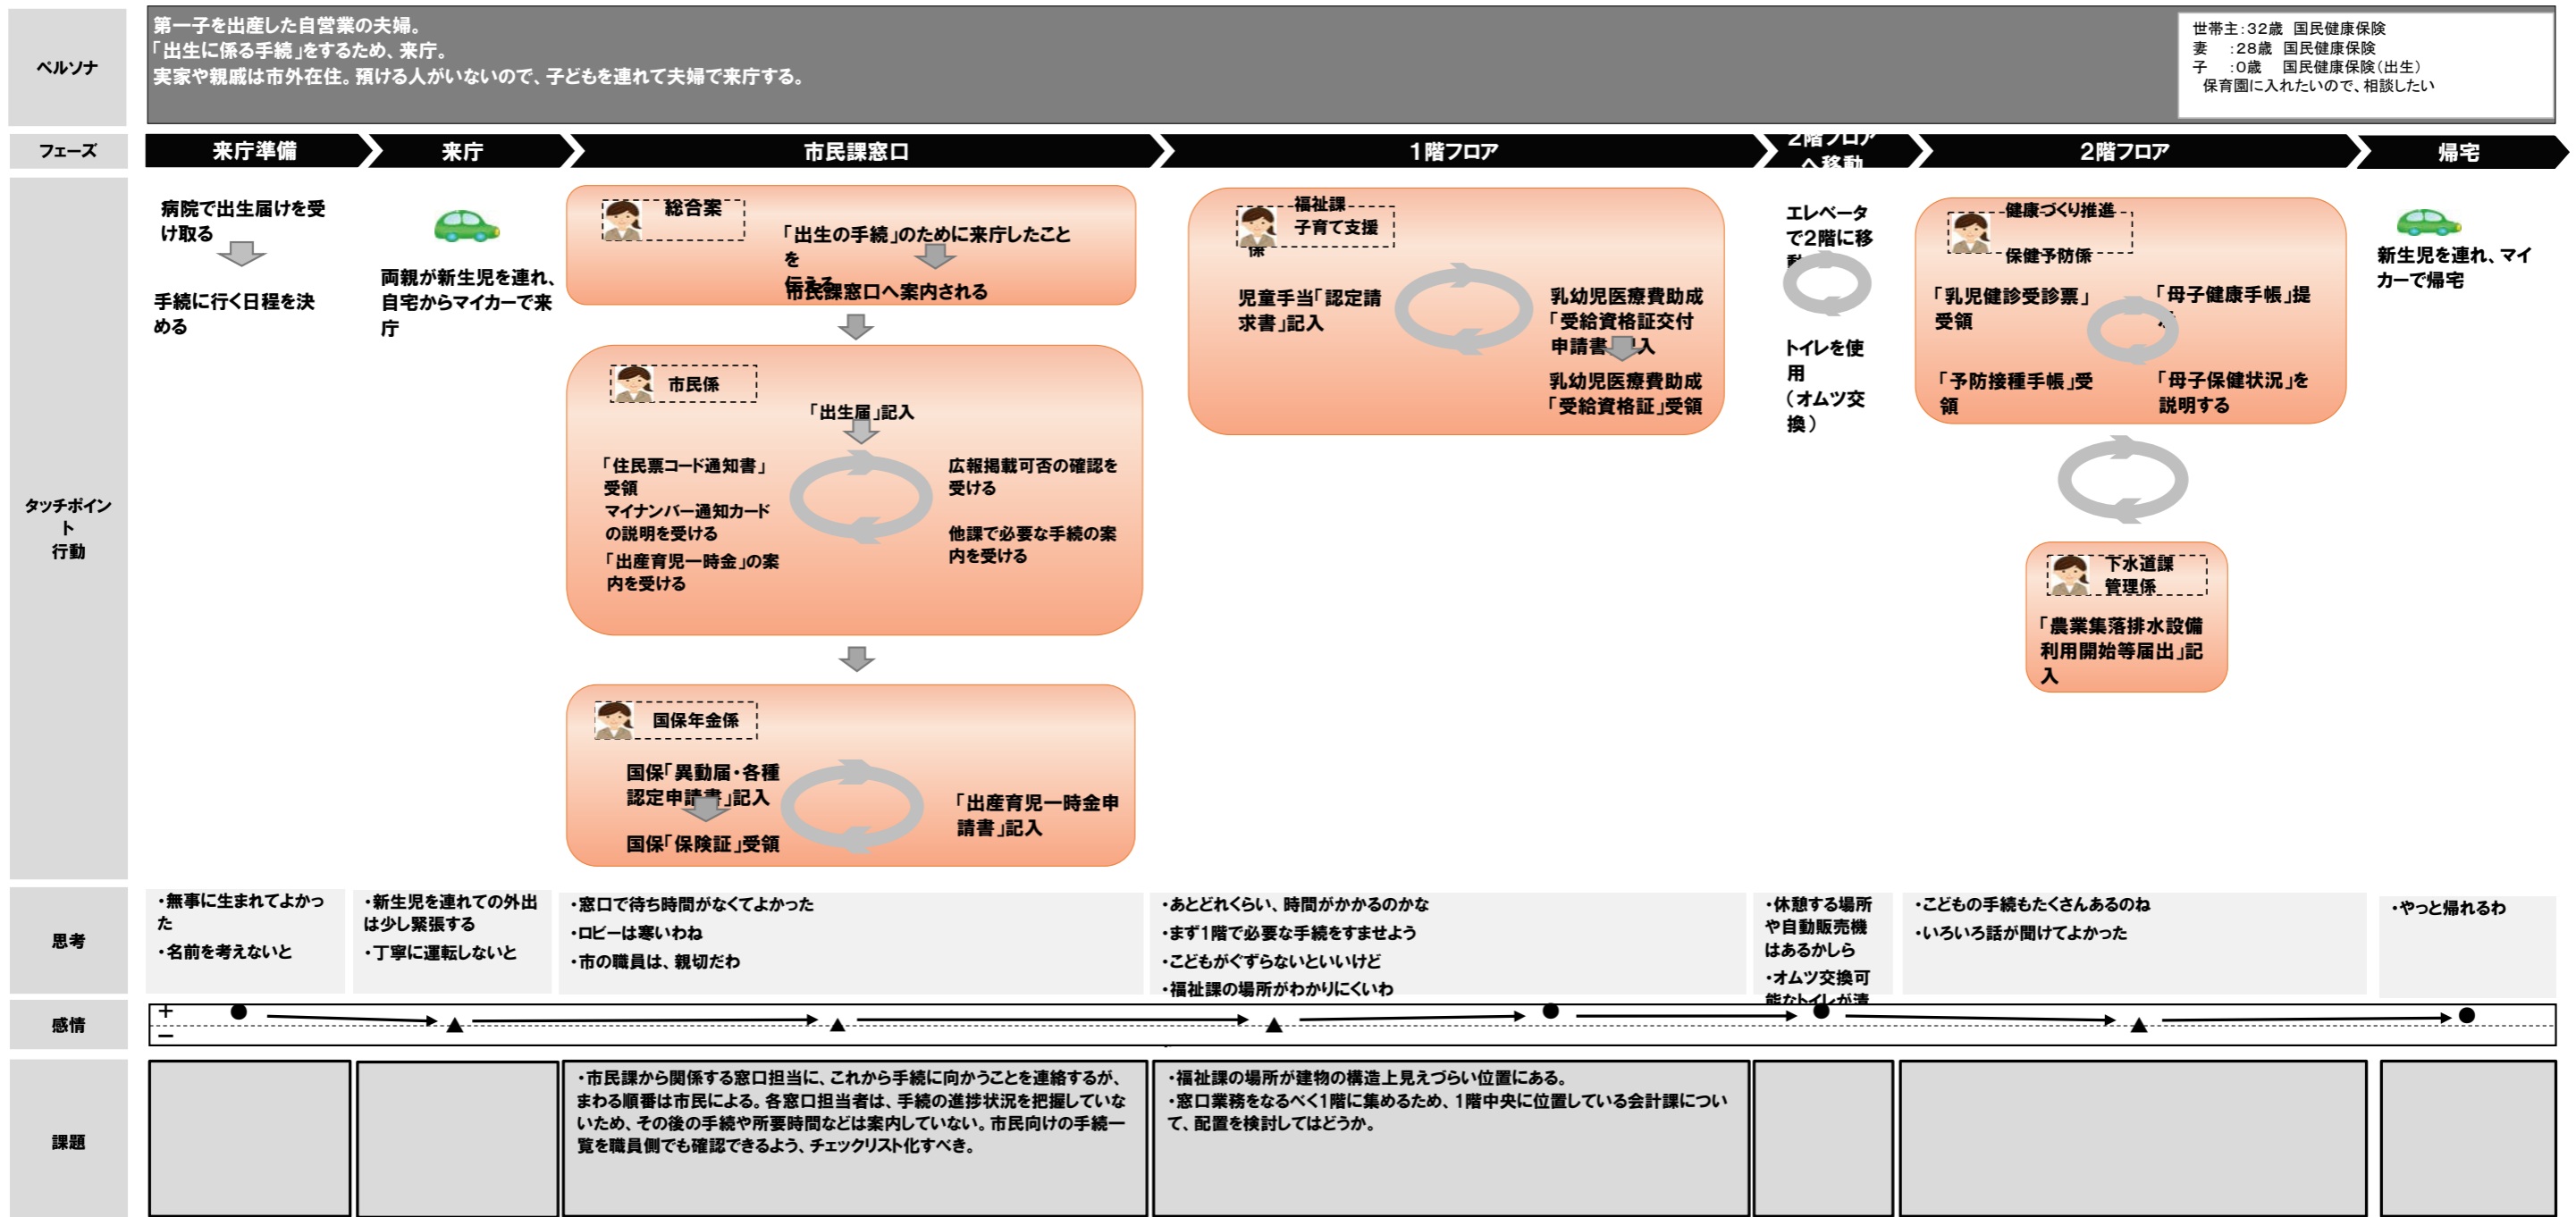 ペルソナ
第一子を出産した自営業の夫婦。
「出生に係る手続」をするため、来庁。
実家や親戚は市外在住。預ける人がいないので、子どもを連れて夫婦で来庁する。
世帯主：32歳 国民健康保険
妻 ：28歳 国民健康保険
子 ：0歳 国民健康保険（出生）
保育園に入れたいので、相談したい
フェーズ
来庁準備
来庁
市民課窓口
1階フロア
2階フロア
へ移動
2階フロア
帰宅
タッチポイン
ト
行動
病院で出生届けを受
け取る
手続に行く日程を決
める
両親が新生児を連れ、
自宅からマイカーで来
庁
総合案
「出生の手続」のために来庁したこと
を
伝える
市民課窓口へ案内される
市民係
「出生届」記入
「住民票コード通知書」
受領
マイナンバー通知カード
の説明を受ける
「出産育児一時金」の案
内を受ける
広報掲載可否の確認を
受ける
他課で必要な手続の案
内を受ける
国保年金係
国保「異動届・各種
認定申請書」記入
国保「保険証」受領
「出産育児一時金申
請書」記入
福祉課
子育て支援
係
児童手当「認定請
求書」記入
乳幼児医療費助成
「受給資格証交付
申請書」記入
乳幼児医療費助成
「受給資格証」受領
エレベータ
で2階に移
動
トイレを使
用
（オムツ交
換）
健康づくり推進
保健予防係
「乳児健診受診票」
受領
「予防接種手帳」受
領
「母子健康手帳」提
「母子保健状況」を
説明する
下水道課
管理係
「農業集落排水設備
利用開始等届出」記
入
新生児を連れ、マイ
カーで帰宅
思考
・無事に生まれてよかっ
た
・名前を考えないと
・新生児を連れての外出
は少し緊張する
・丁寧に運転しないと
・窓口で待ち時間がなくてよかった
・ロビーは寒いわね
・市の職員は、親切だわ
・あとどれくらい、時間がかかるのかな
・まず1階で必要な手続をすませよう
・こどもがぐずらないといいけど
・福祉課の場所がわかりにくいわ
・休憩する場所
や自動販売機
はあるかしら
・オムツ交換可
能なトイレが清
・こどもの手続もたくさんあるのね
・いろいろ話が聞けてよかった
・やっと帰れるわ
感情
＋
－
課題
・市民課から関係する窓口担当に、これから手続に向かうことを連絡するが、
まわる順番は市民による。各窓口担当者は、手続の進捗状況を把握していな
いため、その後の手続や所要時間などは案内していない。市民向けの手続一
覧を職員側でも確認できるよう、チェックリスト化すべき。
・福祉課の場所が建物の構造上見えづらい位置にある。
・窓口業務をなるべく1階に集めるため、1階中央に位置している会計課につい
て、配置を検討してはどうか。